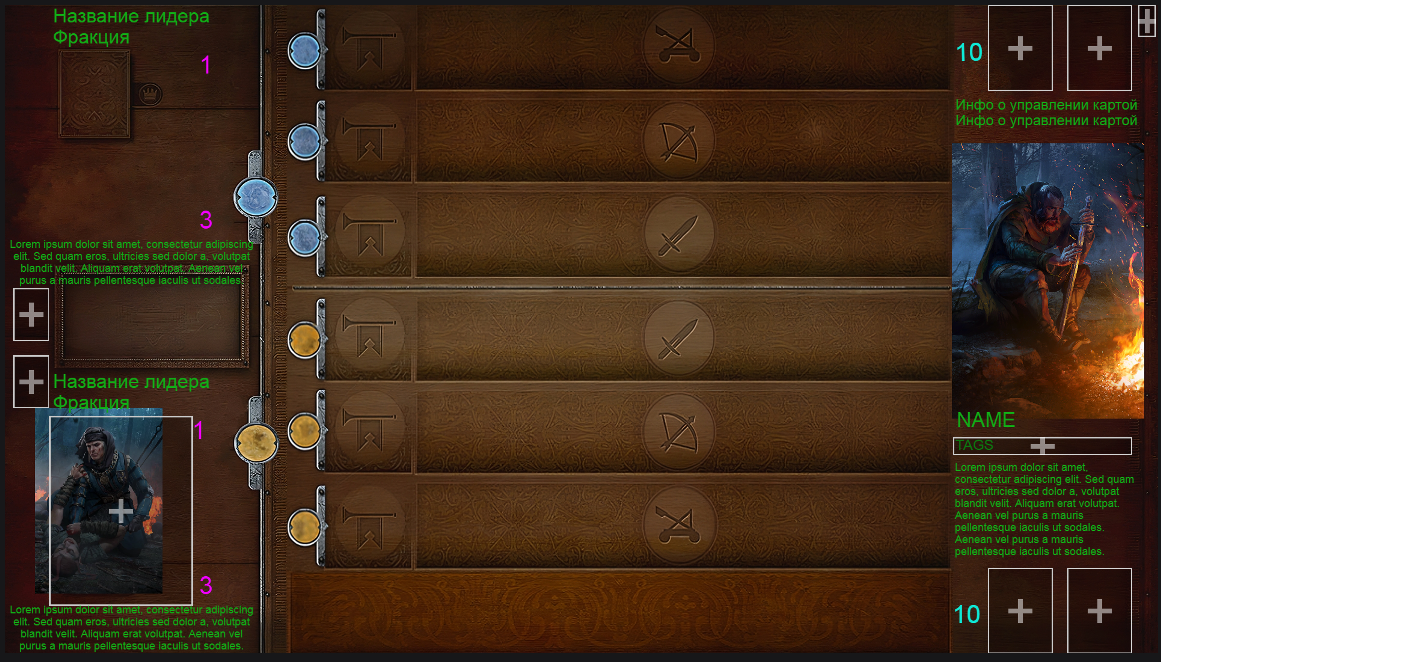 Название лидера
Фракция
1
3
Lorem ipsum dolor sit amet, consectetur adipiscing
elit. Sed quam eros, ultricies sed dolor a, volutpat
blandit velit. Aliquam erat volutpat. Aenean vel
purus a mauris pellentesque iaculis ut sodales.
Название лидера
Фракция
1
3
Lorem ipsum dolor sit amet, consectetur adipiscing
elit. Sed quam eros, ultricies sed dolor a, volutpat
blandit velit. Aliquam erat volutpat. Aenean vel
purus a mauris pellentesque iaculis ut sodales.
10
Инфо о управлении картой
Инфо о управлении картой
NAME
TAGS
Lorem ipsum dolor sit amet,
consectetur adipiscing elit. Sed quam
eros, ultricies sed dolor a, volutpat
blandit velit. Aliquam erat volutpat.
Aenean vel purus a mauris
pellentesque iaculis ut sodales.
Aenean vel purus a mauris
pellentesque iaculis ut sodales.
10